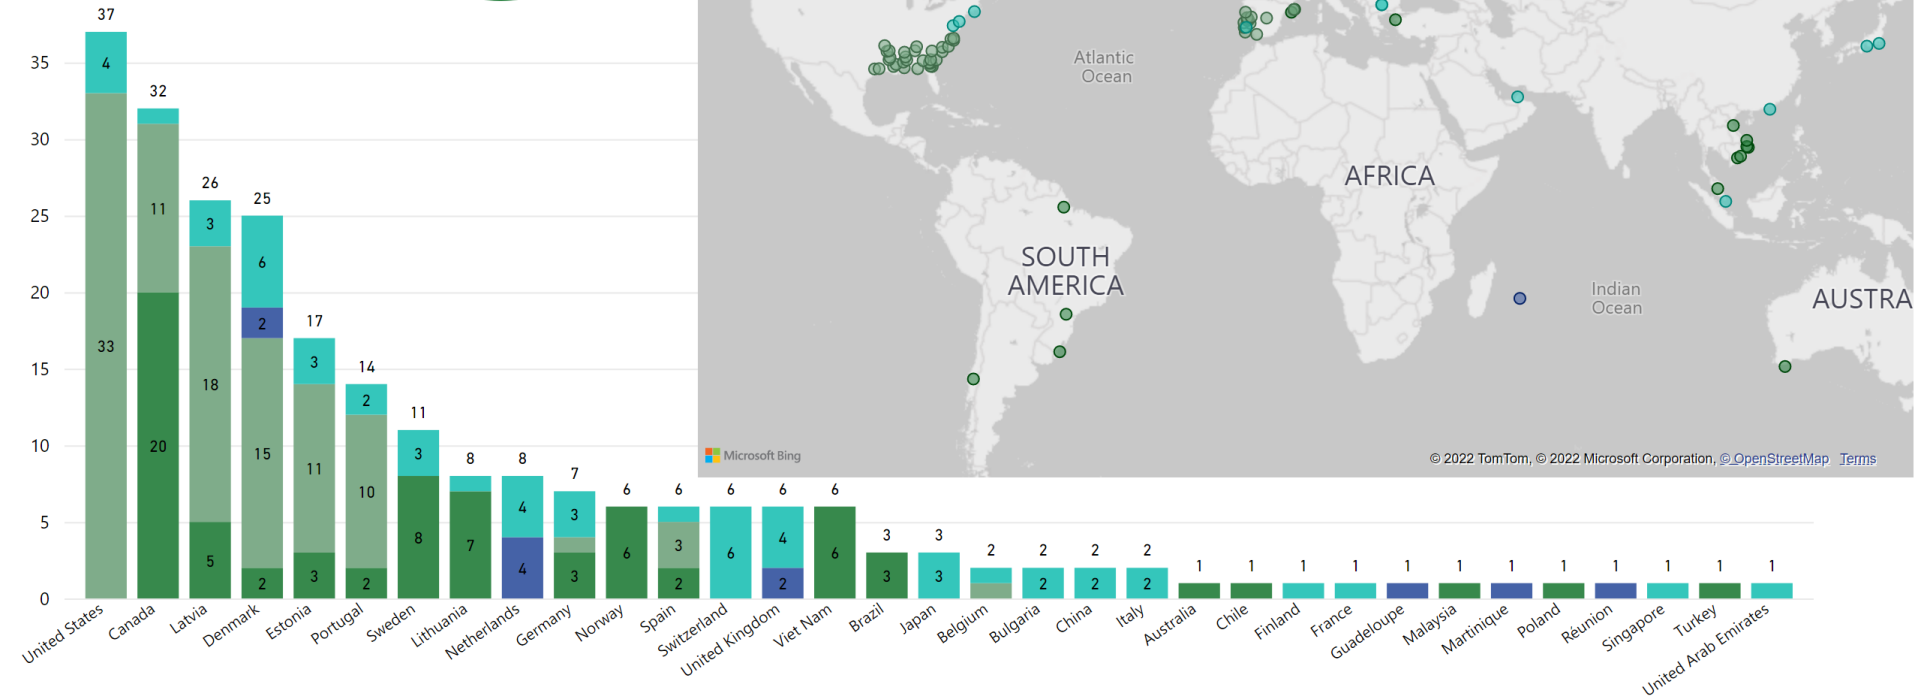 37
32
26
25
17
14
11
8
8
7
6
6
6
6
6
3
3
2
2
2
2
1
1
1
1
1
1
1
1
1
1
1
1
35
30
25
20
15
10
5
0
4
33
11
20
3
18
5
6
2
15
2
3
11
3
2
10
2
3
8
7
4
4
3
3
6
3
2
6
4
2
6
3
3
2
2
2
United States
Canada
Latvia
Denmark
Estonia
Portugal
Sweden
Lithuania
Netherlands
Germany
Norway
Spain
Switzerland
United Kingdom
Viet Nam
Brazil
Japan
Belgium
Bulgaria
China
Italy
Australia
Chile
Finland
France
Guadeloupe
Malaysia
Martinique
Poland
Réunion
Singapore
Turkey
United Arab Emirates
Atlantic
Ocean
AFRICA
SOUTH
AMERICA
Indian
Ocean
AUSTRA
Microsoft Bing
© 2022 TomTom, © 2022 Microsoft Corporation, © OpenStreetMap Terms